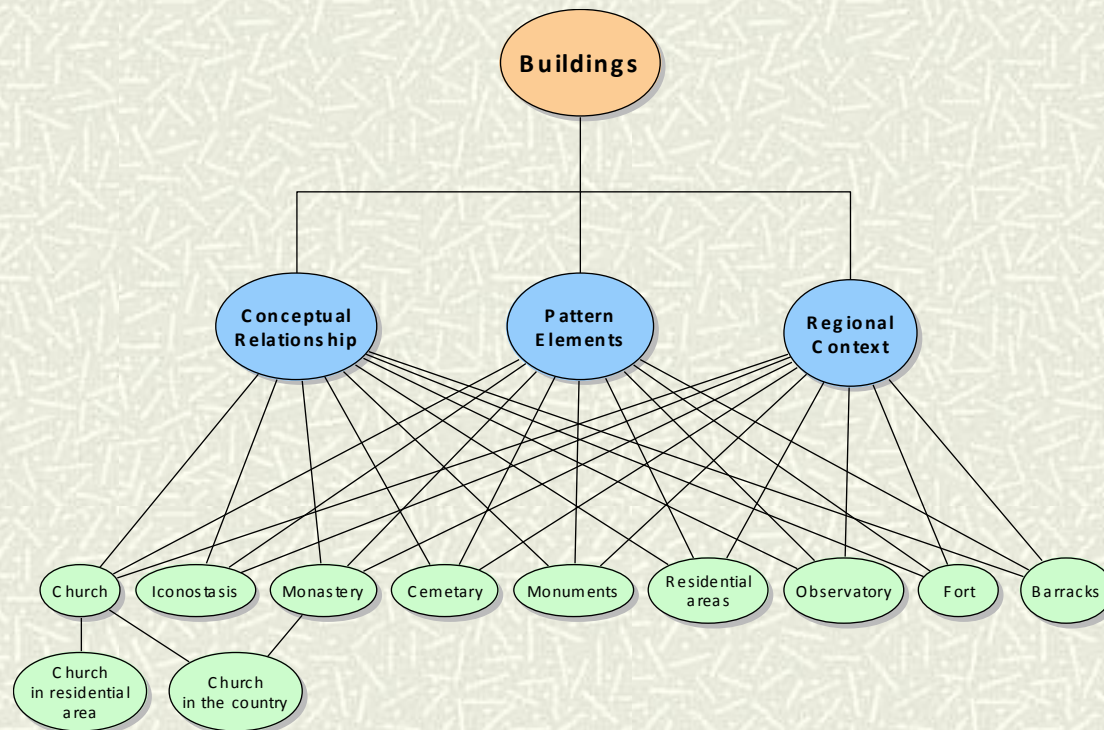 Buildings
Conceptual
Relationship
Pattern
Elements
Regional
Context
Church
Iconostasis
Monastery
Cemetary
Monuments
Residential
areas
Observatory
Fort
Barracks
Church
in residential
area
Church
in the country